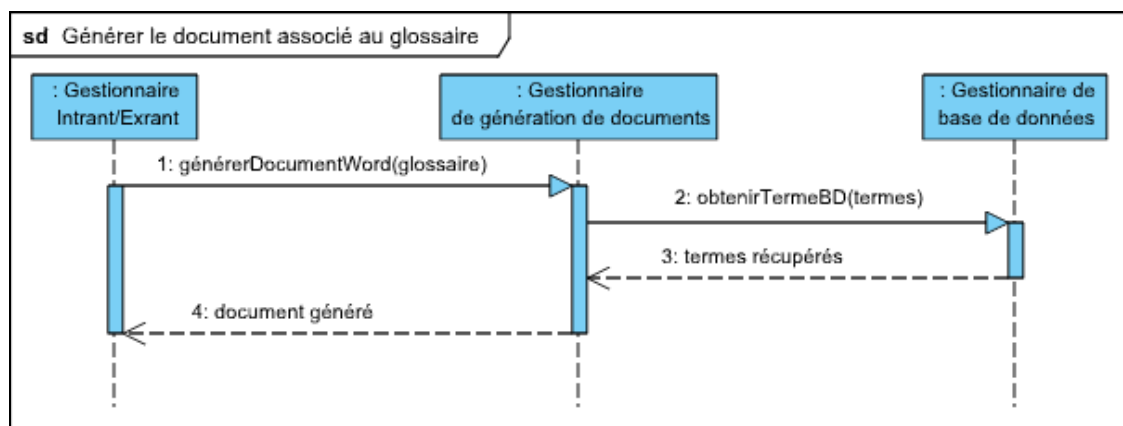 sd Générer le document associé au glossaire
: Gestionnaire
Intrant/Exrant
: Gestionnaire
de génération de documents
: Gestionnaire de
base de données
1: générerDocumentWord(glossaire)
2: obtenirTermeBD(termes)
3: termes récupérés
4: document généré